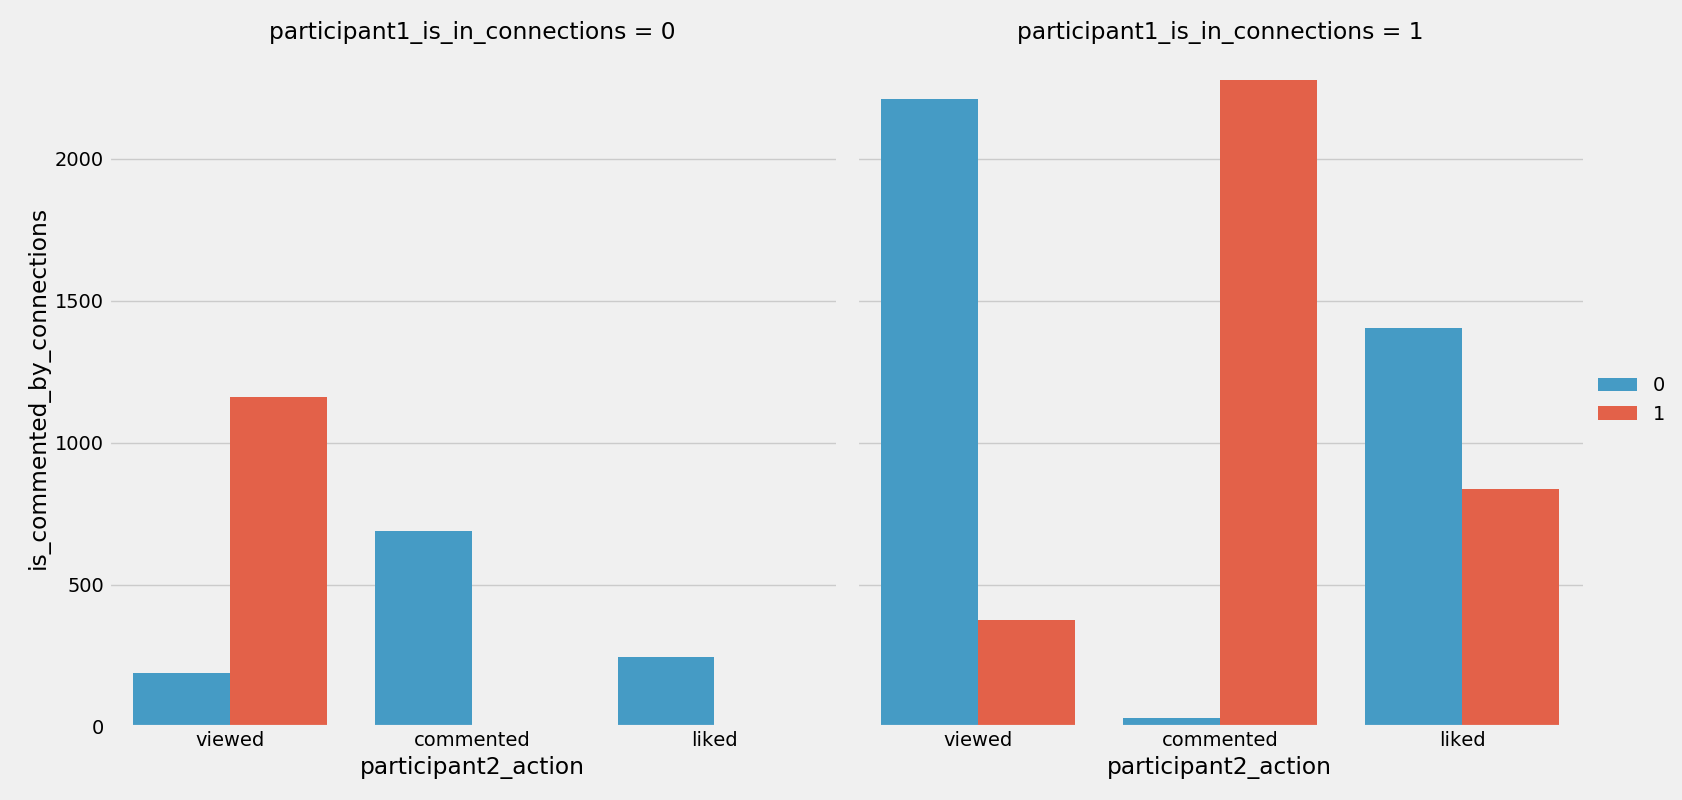 participant1_is_in_connections = 0
participant1_is_in_connections = 1
is_commented_by_connections
2000
1500
1000
500
0
viewed
commented
liked
participant2_action
viewed
commented
liked
participant2_action
0
1